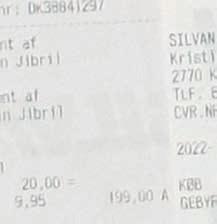 nr: DK38841297
nt af
n Jibril
nt af
n Jibril
20,00 =
9,95 199,00 A
SILVAN
Kristi
2770 K
TLF.
CVR.NR
2022-
KØB
GEBYR